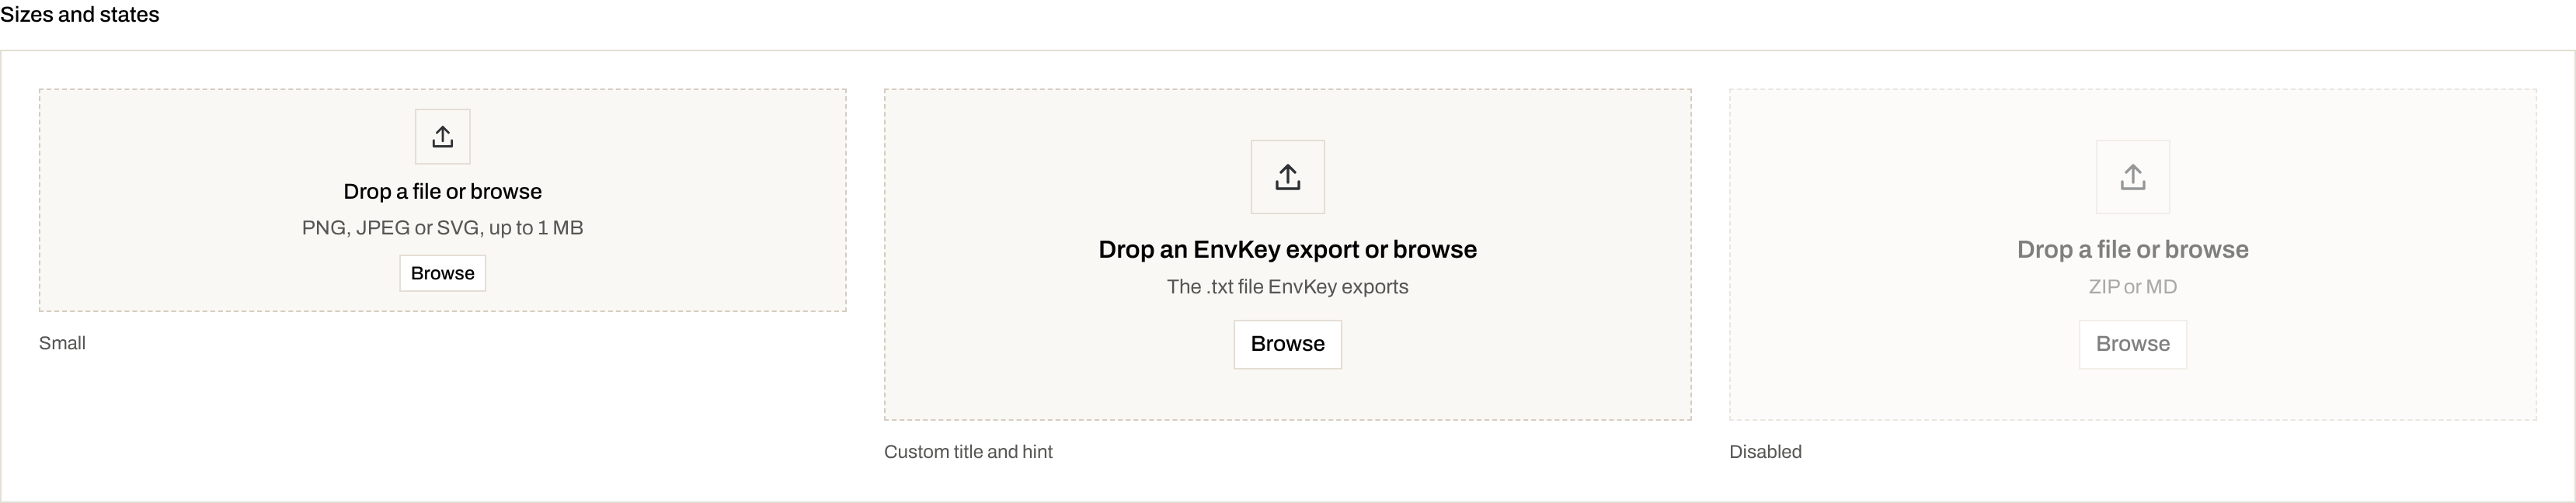 Sizes and states
Drop a file or browse
PNG, JPEG or SVG, up to 1 MB
Browse
Small
Drop an EnvKey export or browse
The .txt file EnvKey exports
Browse
Custom title and hint
Drop a file or browse
ZIP or MD
Browse
Disabled